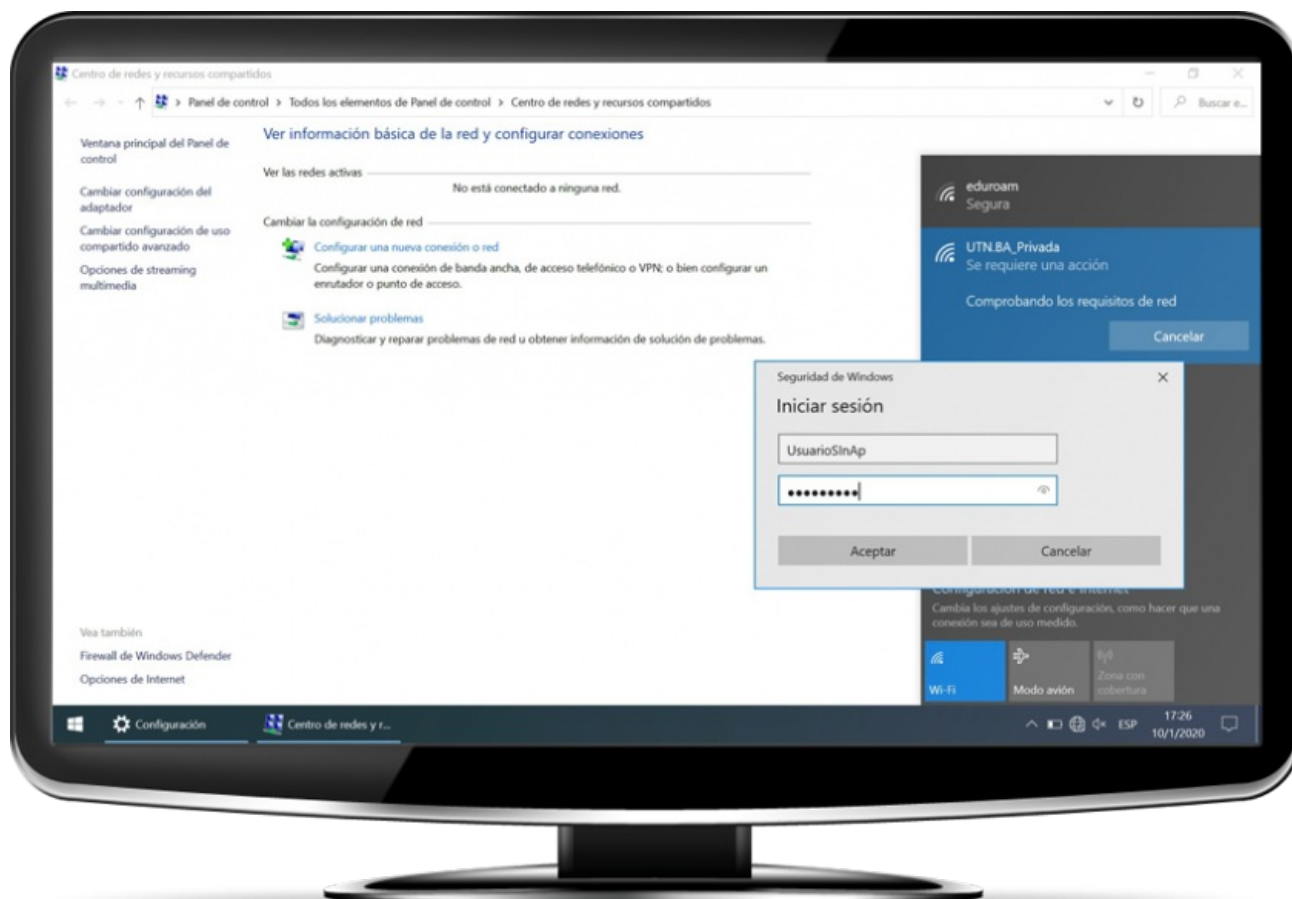 Centro de redes y recursos compartidos
Panel de control > Todos los elementos de Panel de control > Centro de redes y recursos compartidos
Buscar e...
Ventana principal del Panel de
control
Cambiar configuración del
adaptador
Cambiar configuración de uso
compartido avanzado
Opciones de streaming
multimedia
Ver información básica de la red y configurar conexiones
Ver las redes activas
No está conectado a ninguna red.
Cambiar la configuración de red
Configurar una nueva conexión o red
Configurar una conexión de banda ancha, de acceso telefónico o VPN; o bien configurar un
enrutador o punto de acceso.
Solucionar problemas
Diagnosticar y reparar problemas de red u obtener información de solución de problemas.
eduroam
Segura
UTN.BA_Privada
Se requiere una acción
Comprobando los requisitos de red
Cancelar
Seguridad de Windows
Iniciar sesión
UsuarioSInAp
•••••••••
Aceptar
Cancelar
Configuración de red e Internet
Cambia los ajustes de configuración, como hacer que una
conexión sea de uso medido.
Wi-Fi
Modo avión
Zona con
cobertura
Vea también
Firewall de Windows Defender
Opciones de Internet
Configuración
Centro de redes y r...
ESP
17:26
10/1/2020